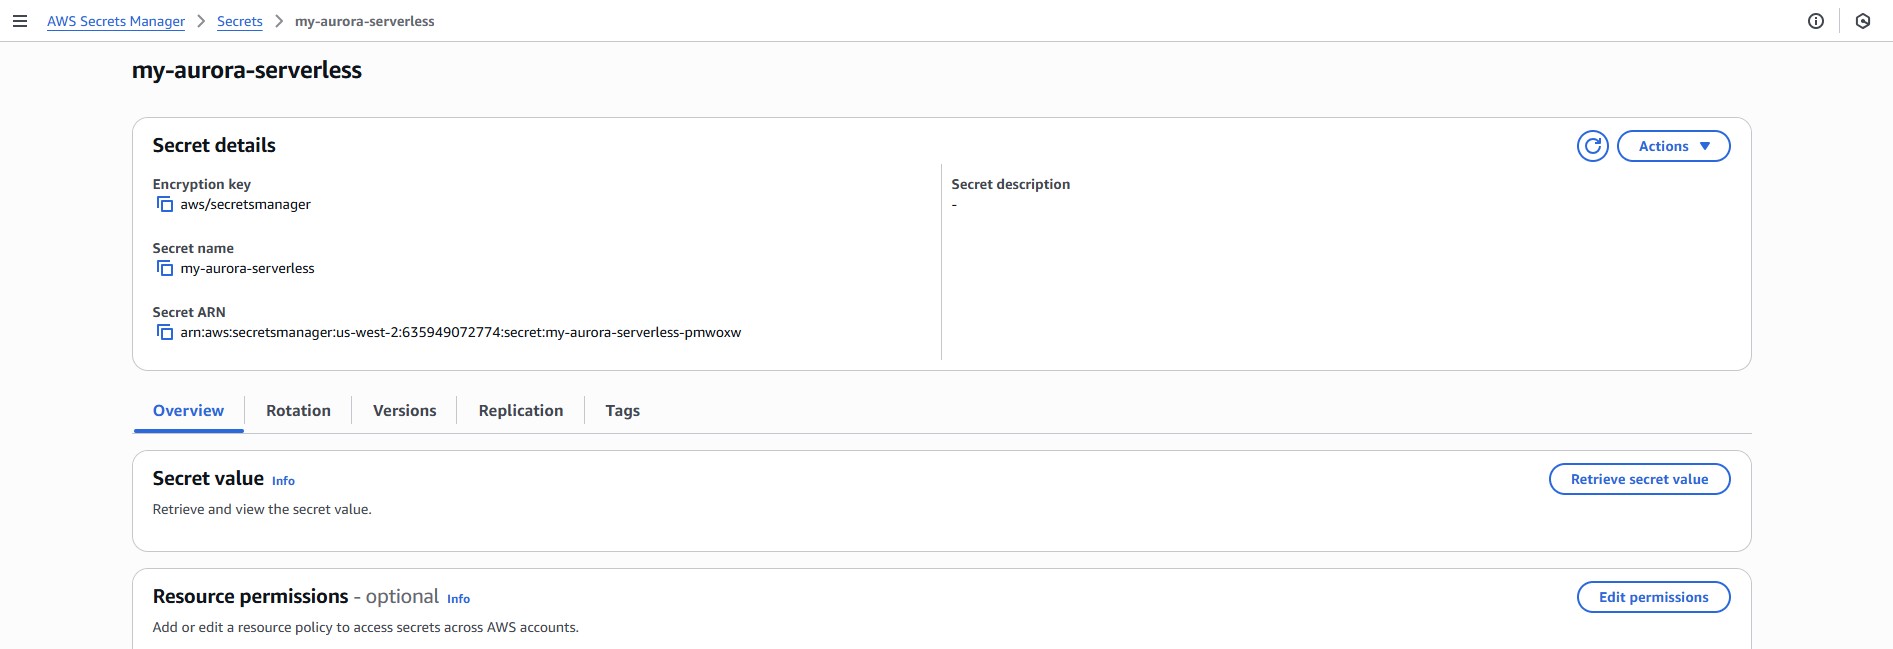 AWS Secrets Manager > Secrets > my-aurora-serverless
my-aurora-serverless
Secret details
Actions
Encryption key
aws/secretsmanager
Secret description
-
Secret name
my-aurora-serverless
Secret ARN
arn:aws:secretsmanager:us-west-2:635949072774:secret:my-aurora-serverless-pmwoxw
Overview
Rotation
Versions
Replication
Tags
Secret value Info
Retrieve secret value
Retrieve and view the secret value.
Resource permissions - optional Info
Edit permissions
Add or edit a resource policy to access secrets across AWS accounts.